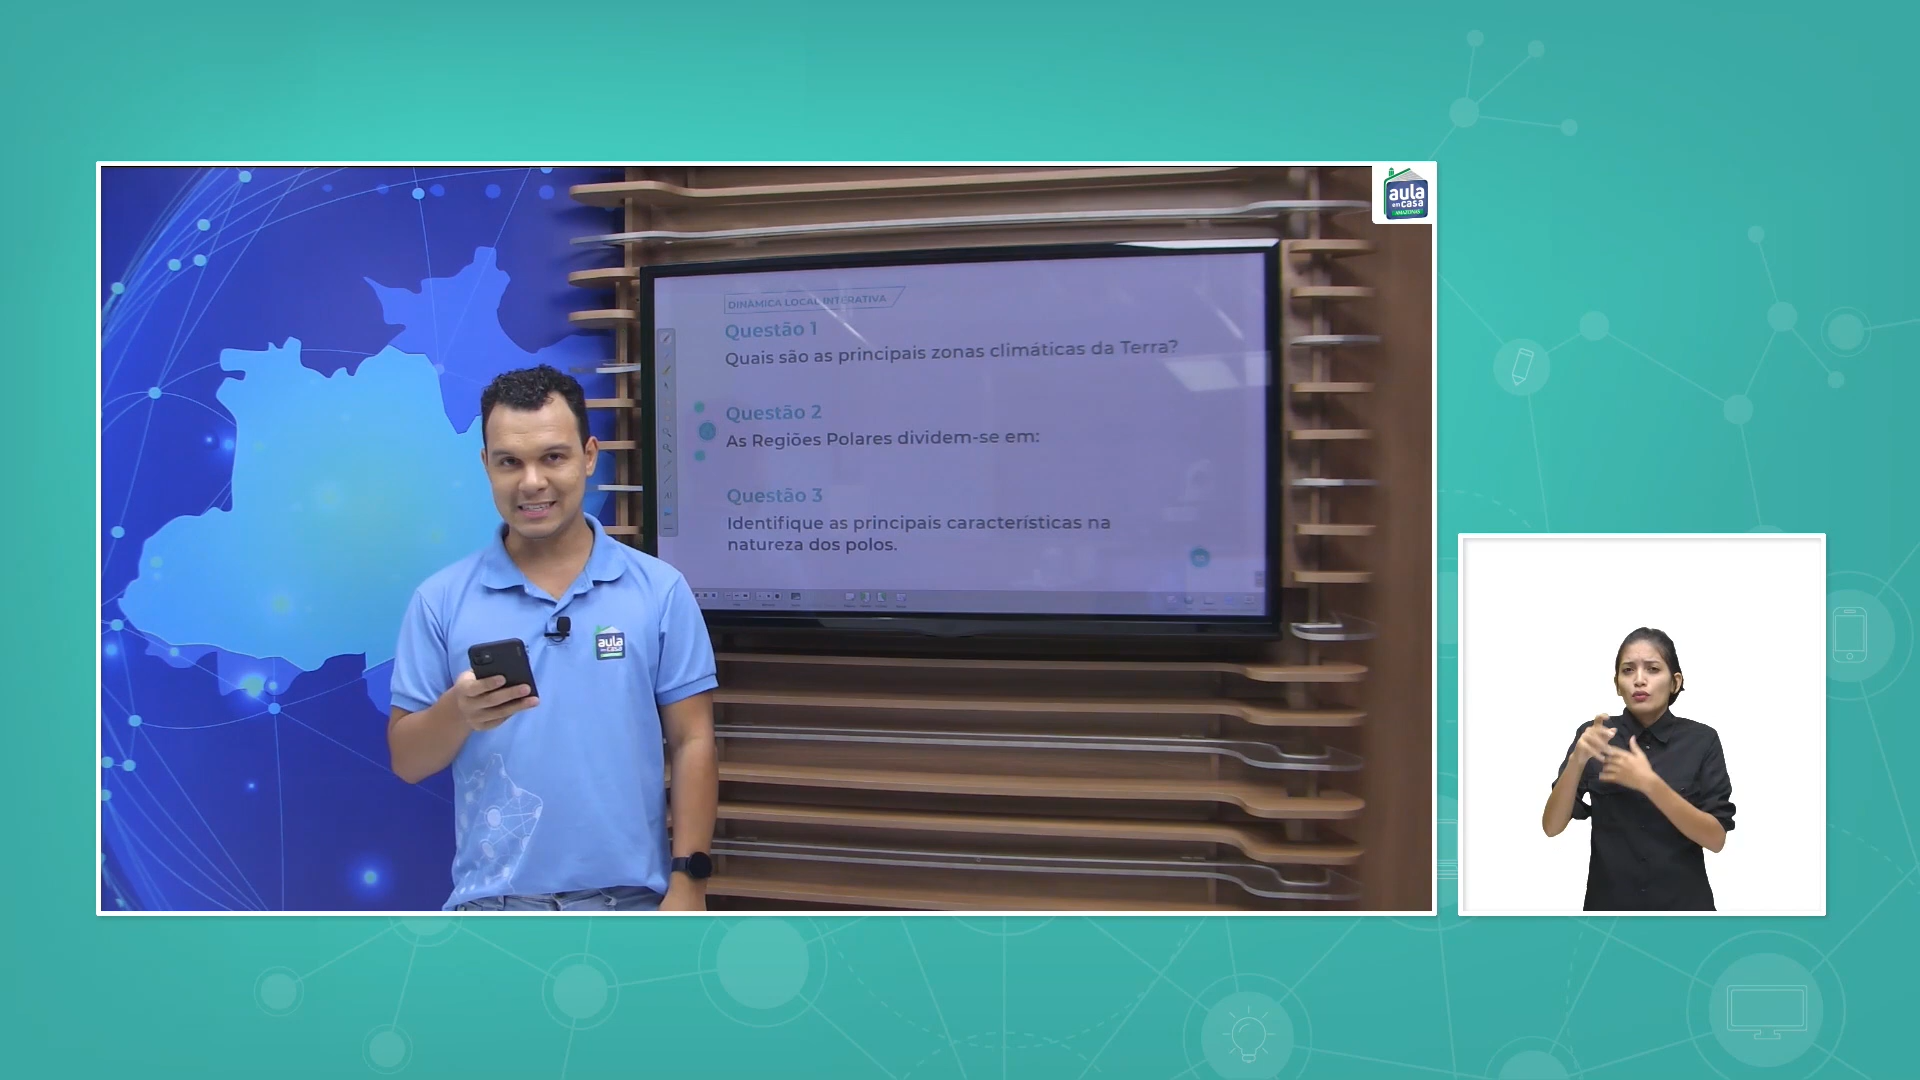 aula
em casa
AMAZONAS
DINÂMICA LOCAL INTERATIVA
Questão 1
Quais são as principais zonas climáticas da Terra?
Questão 2
As Regiões Polares dividem-se em:
Questão 3
Identifique as principais características na
natureza dos polos.
aula
em casa